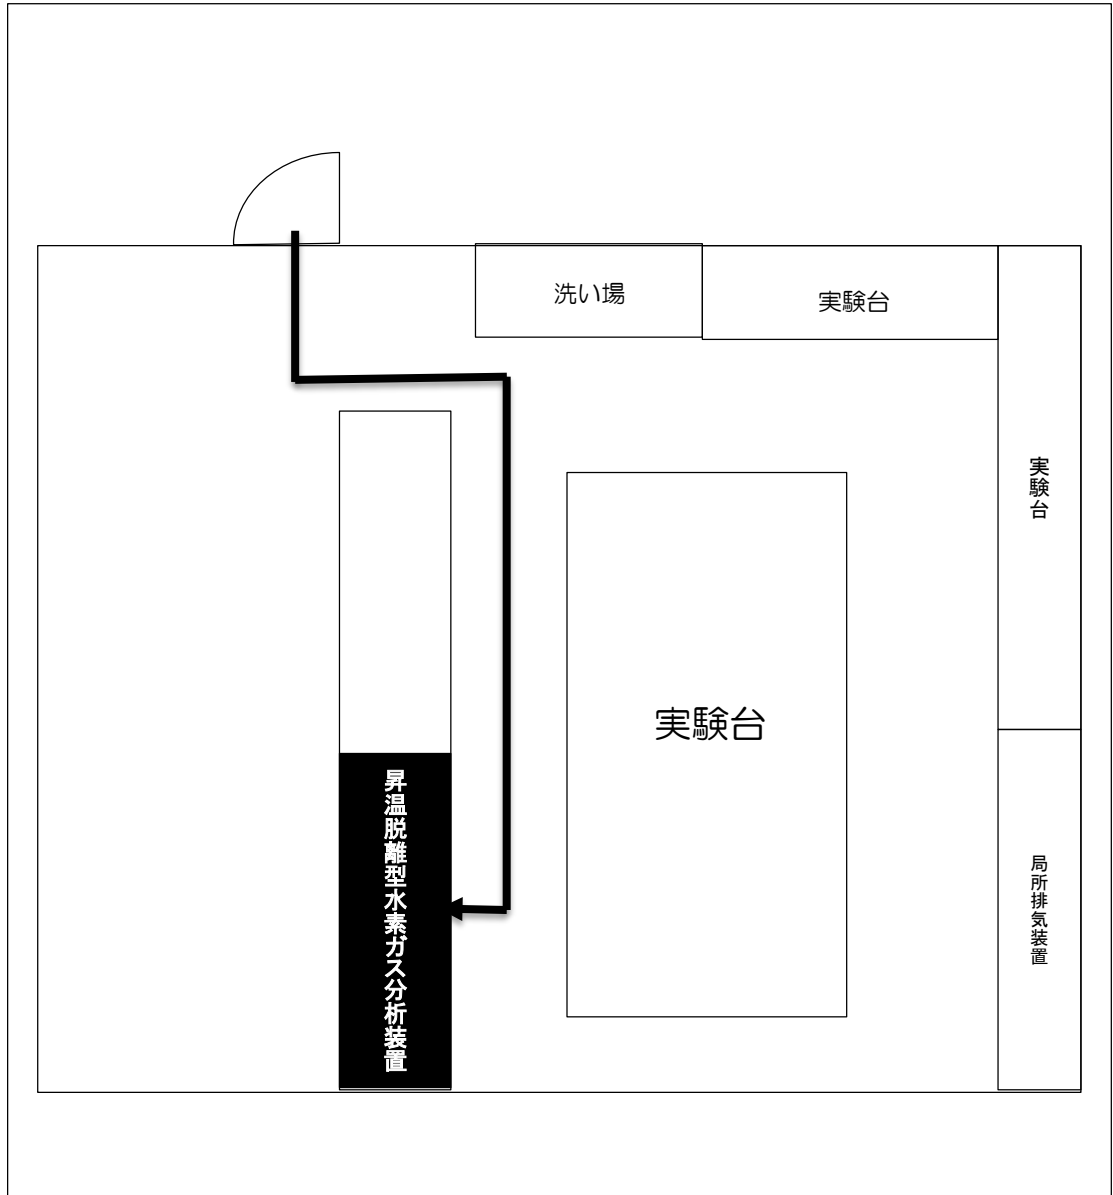 洗い場
実験台
実験台
実験台
昇温脱離型水素ガス分析装置
局所排気装置